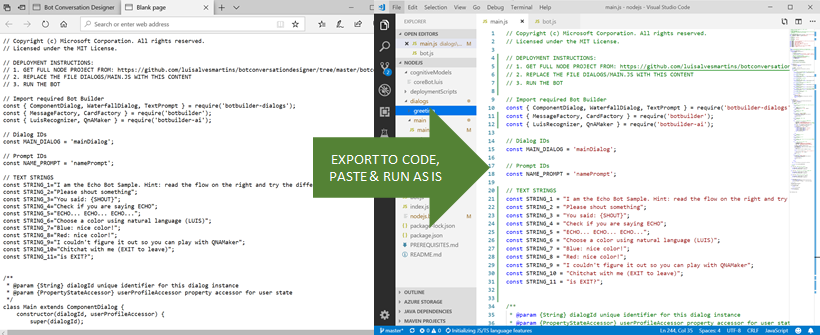 Bot Conversation Designer
Blank page
Search or enter web address
// Copyright (c) Microsoft Corporation. All rights reserved.
// Licensed under the MIT License.
// DEPLOYMENT INSTRUCTIONS:
// 1. GET FULL NODE PROJECT FROM: https://github.com/luisalvesmartins/botconversationdesigner/tree/master/botc
// 2. REPLACE THE FILE DIALOGS/MAIN.JS WITH THIS CONTENT
// 3. RUN THE BOT
// Import required Bot Builder
const { ComponentDialog, WaterfallDialog, TextPrompt } = require('botbuilder-dialogs');
const { MessageFactory, CardFactory } = require('botbuilder');
const { LuisRecognizer, QnAMaker } = require('botbuilder-ai');
// Dialog IDs
const MAIN_DIALOG = 'mainDialog';
// Prompt IDs
const NAME_PROMPT = 'namePrompt';
// TEXT STRINGS
const STRING_1="I am the Echo Bot Sample. Hint: read the flow on the right and try the diffe
const STRING_2="Please shout something";
const STRING_3="You said: {SHOUT}";
const STRING_4="Check if you are saying ECHO";
const STRING_5="ECHO... ECHO... ECHO...";
const STRING_6="Choose a color using natural language (LUIS)";
const STRING_7="Blue: nice color!";
const STRING_8="Red: nice color!";
const STRING_9="I couldn't figure it out so you can play with QNAMaker";
const STRING_10="Chitchat with me (EXIT to leave)";
const STRING_11="is EXIT?";
/**
* @param {String} dialogId unique identifier for this dialog instance
* @param {PropertyStateAccessor} userProfileAccessor property accessor for user state
*/
class Main extends ComponentDialog {
constructor(dialogId, userProfileAccessor) {
super(dialogId);
EXPORT TO CODE,
PASTE & RUN AS IS
File Edit Selection View Go Debug Terminal Help
main.js - nodejs - Visual Studio Code
EXPLORER
OPEN EDITORS
main.js dialogs\...
bot.js
NODEJS
cognitiveModels
coreBot.luis
deploymentScripts
dialogs
greeting
main
index.js
package.json
PREREQUISITES.md
README.md
OUTLINE
AZURE STORAGE
DEPLOYMENT
MAVEN PROJECTS
main.js
bot.js
1 // Copyright (c) Microsoft Corporation. All rights reserved.
2 // Licensed under the MIT License.
3
4 // DEPLOYMENT INSTRUCTIONS:
5 // 1. GET FULL NODE PROJECT FROM: https://github.com/luisalvesmartins/botconversati
6 // 2. REPLACE THE FILE DIALOGS/MAIN.JS WITH THIS CONTENT
7 // 3. RUN THE BOT
8
9 // Import required Bot Builder
10 const { ComponentDialog, WaterfallDialog, TextPrompt } = require('botbuilder-dialogs'
11 const { MessageFactory, CardFactory } = require('botbuilder');
12 const { LuisRecognizer, QnAMaker } = require('botbuilder-ai');
13
14 // Dialog IDs
15 const MAIN_DIALOG = 'mainDialog';
16
17 // Prompt IDs
18 const NAME_PROMPT = 'namePrompt';
19
20 // TEXT STRINGS
21 const STRING_1 = "I am the Echo Bot Sample. Hint: read the flow on the right and try
22 const STRING_2 = "Please shout something";
23 const STRING_3 = "You said: {SHOUT}";
24 const STRING_4 = "Check if you are saying ECHO";
25 const STRING_5 = "ECHO... ECHO... ECHO...";
26 const STRING_6 = "Choose a color using natural language (LUIS)";
27 const STRING_7 = "Blue: nice color!";
28 const STRING_8 = "Red: nice color!";
29 const STRING_9 = "I couldn't figure it out so you can play with QNAMaker";
30 const STRING_10 = "Chitchat with me (EXIT to leave)";
31 const STRING_11 = "is EXIT?";
32
33
34 /**
35 * @param {String} dialogId unique identifier for this dialog instance
36 * @param {PropertyStateAccessor} userProfileAccessor property accessor for user state
master* 0 0 Initializing JS/TS language features
Ln 244, Col 35 Spaces: 4 UTF-8 CRLF JavaScript